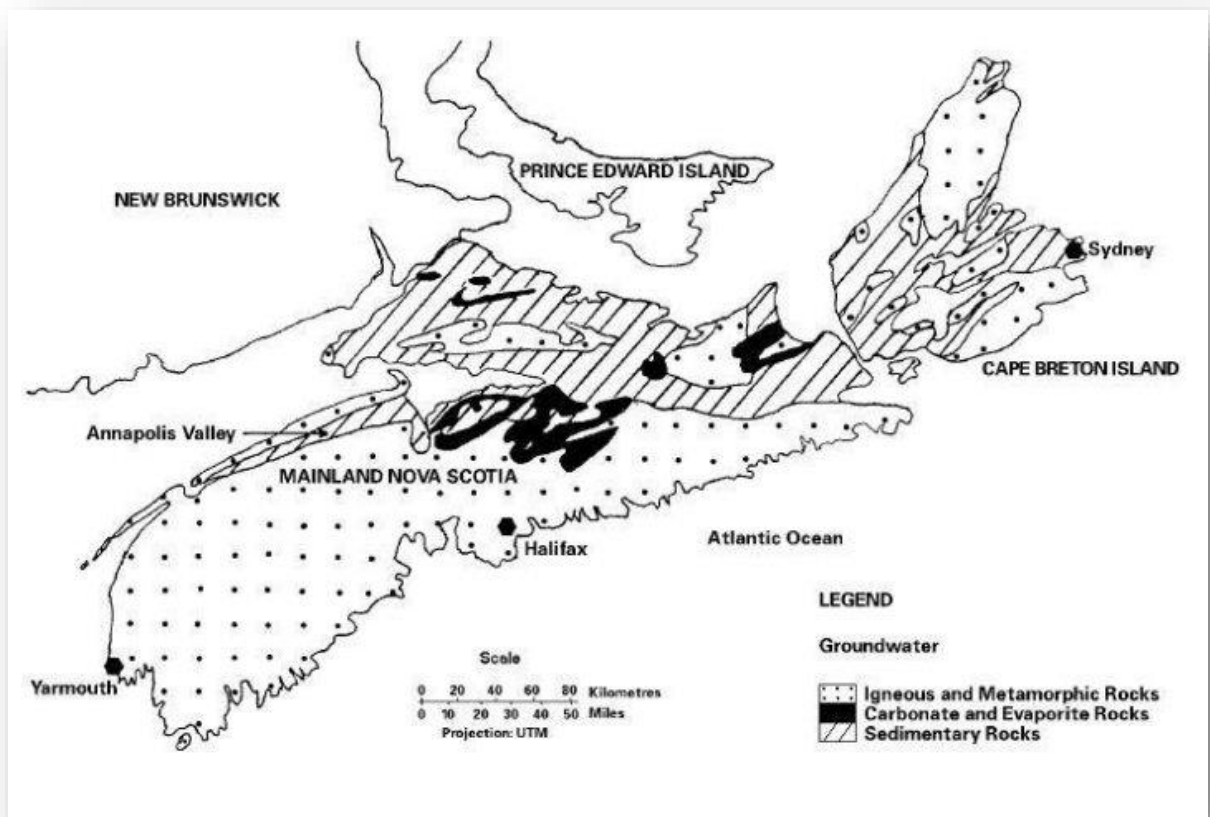 PRINCE EDWARD ISLAND
NEW BRUNSWICK
Sydney
CAPE BRETON ISLAND
Annapolis Valley
MAINLAND NOVA SCOTIA
Halifax
Atlantic Ocean
Yarmouth
Scale
0 20 40 60 80 Kilometres
0 10 20 30 40 50 Miles
Projection: UTM
LEGEND
Groundwater
Igneous and Metamorphic Rocks
Carbonate and Evaporite Rocks
Sedimentary Rocks